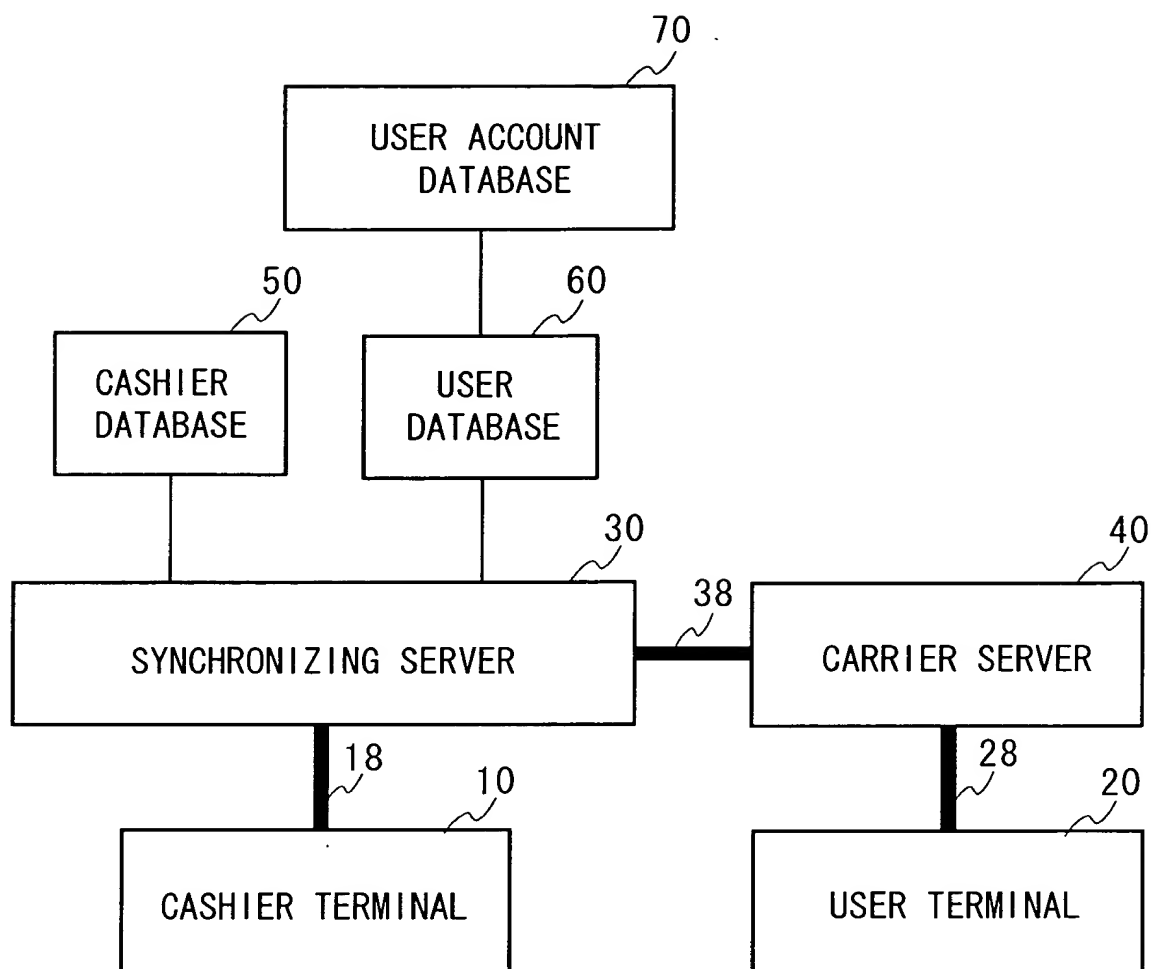 70
USER ACCOUNT
DATABASE
50
60
CASHIER
DATABASE
USER
DATABASE
30
40
38
SYNCHRONIZING SERVER
CARRIER SERVER
18
28
10
20
CASHIER TERMINAL
USER TERMINAL